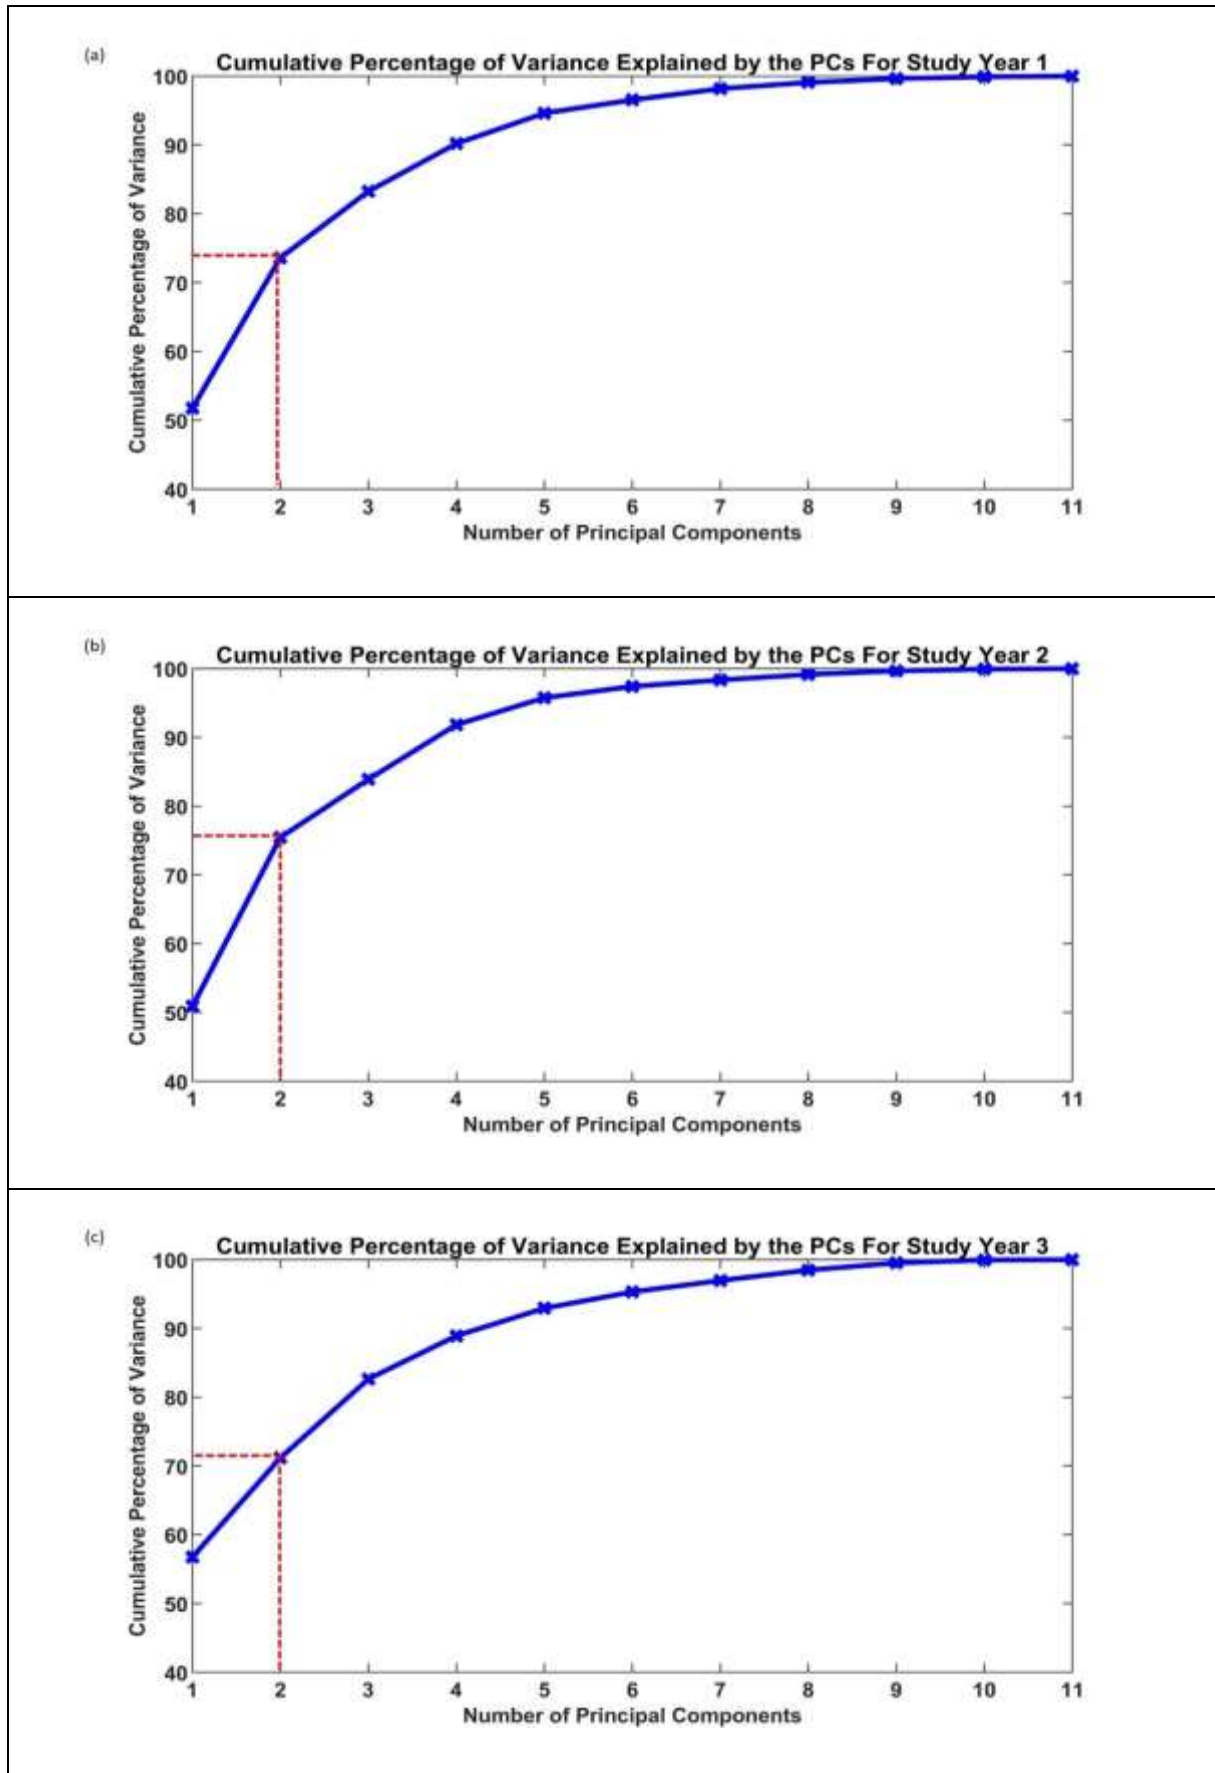 (a)
Cumulative Percentage of Variance Explained by the PCs For Study Year 1
Cumulative Percentage of Variance
100
90
80
70
60
50
40
1 2 3 4 5 6 7 8 9 10 11
Number of Principal Components
(b)
Cumulative Percentage of Variance Explained by the PCs For Study Year 2
Cumulative Percentage of Variance
100
90
80
70
60
50
40
1 2 3 4 5 6 7 8 9 10 11
Number of Principal Components
(c)
Cumulative Percentage of Variance Explained by the PCs For Study Year 3
Cumulative Percentage of Variance
100
90
80
70
60
50
40
1 2 3 4 5 6 7 8 9 10 11
Number of Principal Components